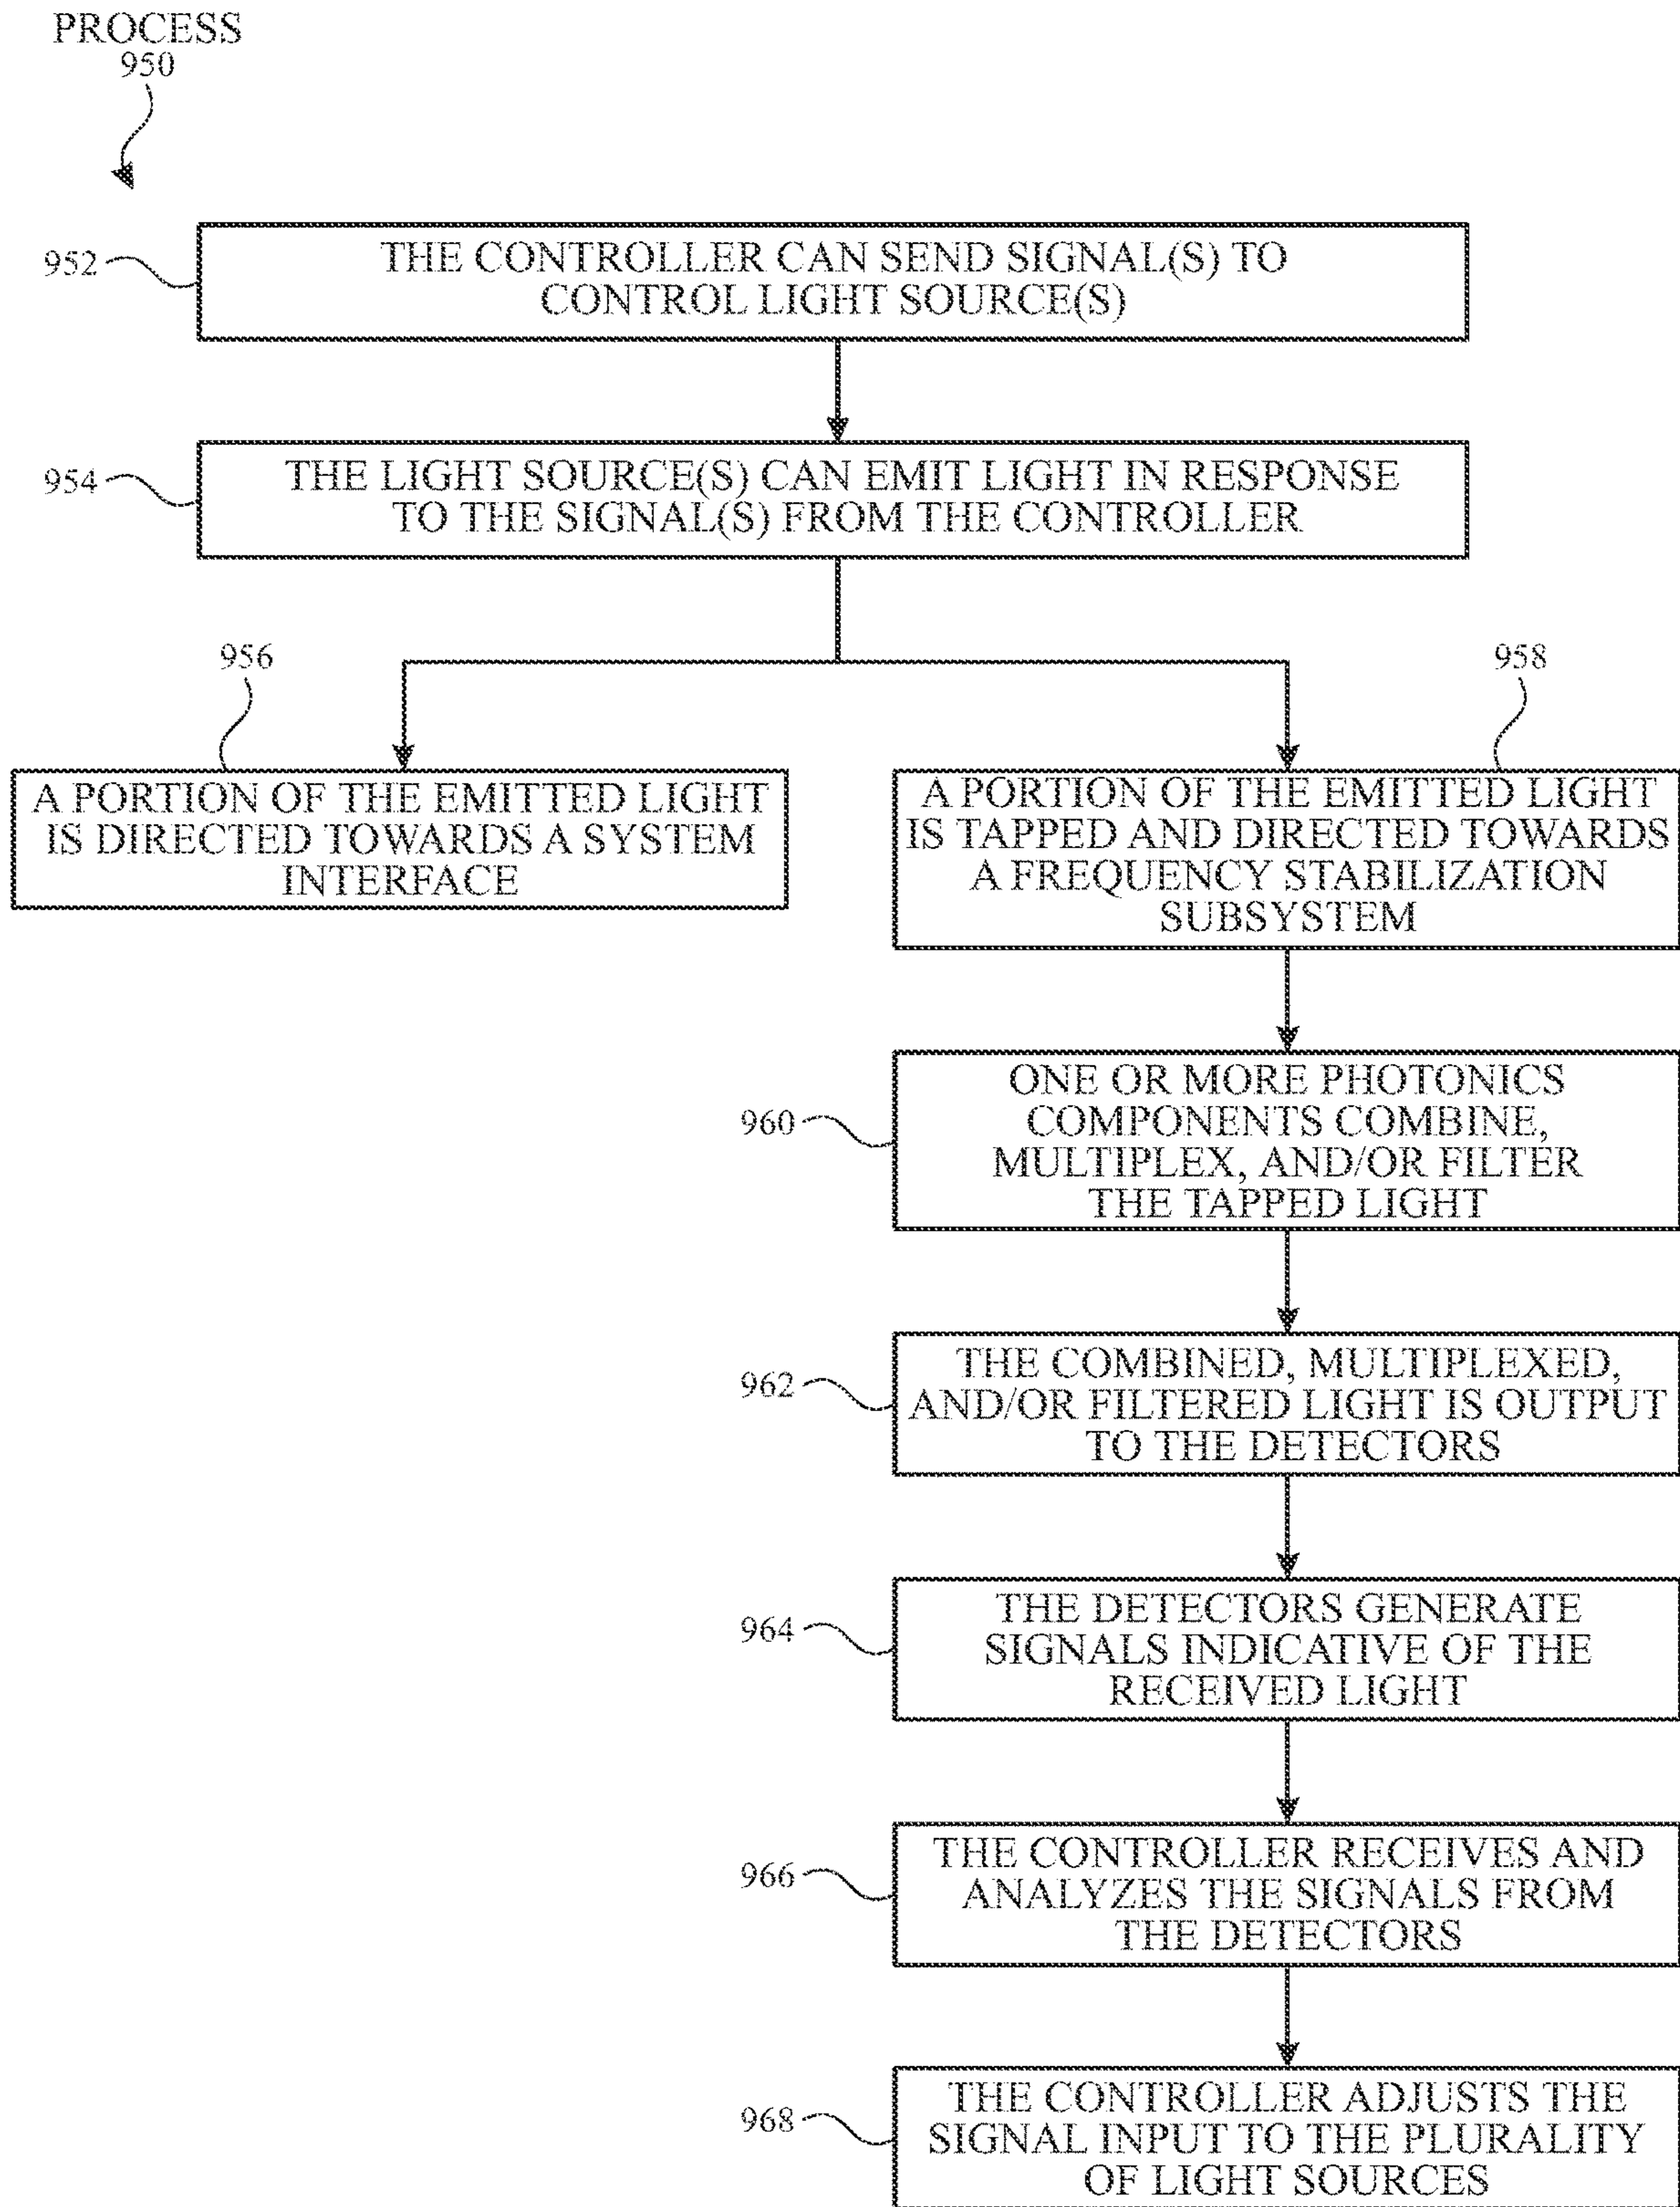 PROCESS
950
952
THE CONTROLLER CAN SEND SIGNAL(S) TO
CONTROL LIGHT SOURCE(S)
954
THE LIGHT SOURCE(S) CAN EMIT LIGHT IN RESPONSE
TO THE SIGNAL(S) FROM THE CONTROLLER
956
958
A PORTION OF THE EMITTED LIGHT
IS DIRECTED TOWARDS A SYSTEM
INTERFACE
A PORTION OF THE EMITTED LIGHT
IS TAPPED AND DIRECTED TOWARDS
A FREQUENCY STABILIZATION
SUBSYSTEM
960
ONE OR MORE PHOTONICS
COMPONENTS COMBINE,
MULTIPLEX, AND/OR FILTER
THE TAPPED LIGHT
962
THE COMBINED, MULTIPLEXED,
AND/OR FILTERED LIGHT IS OUTPUT
TO THE DETECTORS
964
THE DETECTORS GENERATE
SIGNALS INDICATIVE OF THE
RECEIVED LIGHT
966
THE CONTROLLER RECEIVES AND
ANALYZES THE SIGNALS FROM
THE DETECTORS
968
THE CONTROLLER ADJUSTS THE
SIGNAL INPUT TO THE PLURALITY
OF LIGHT SOURCES